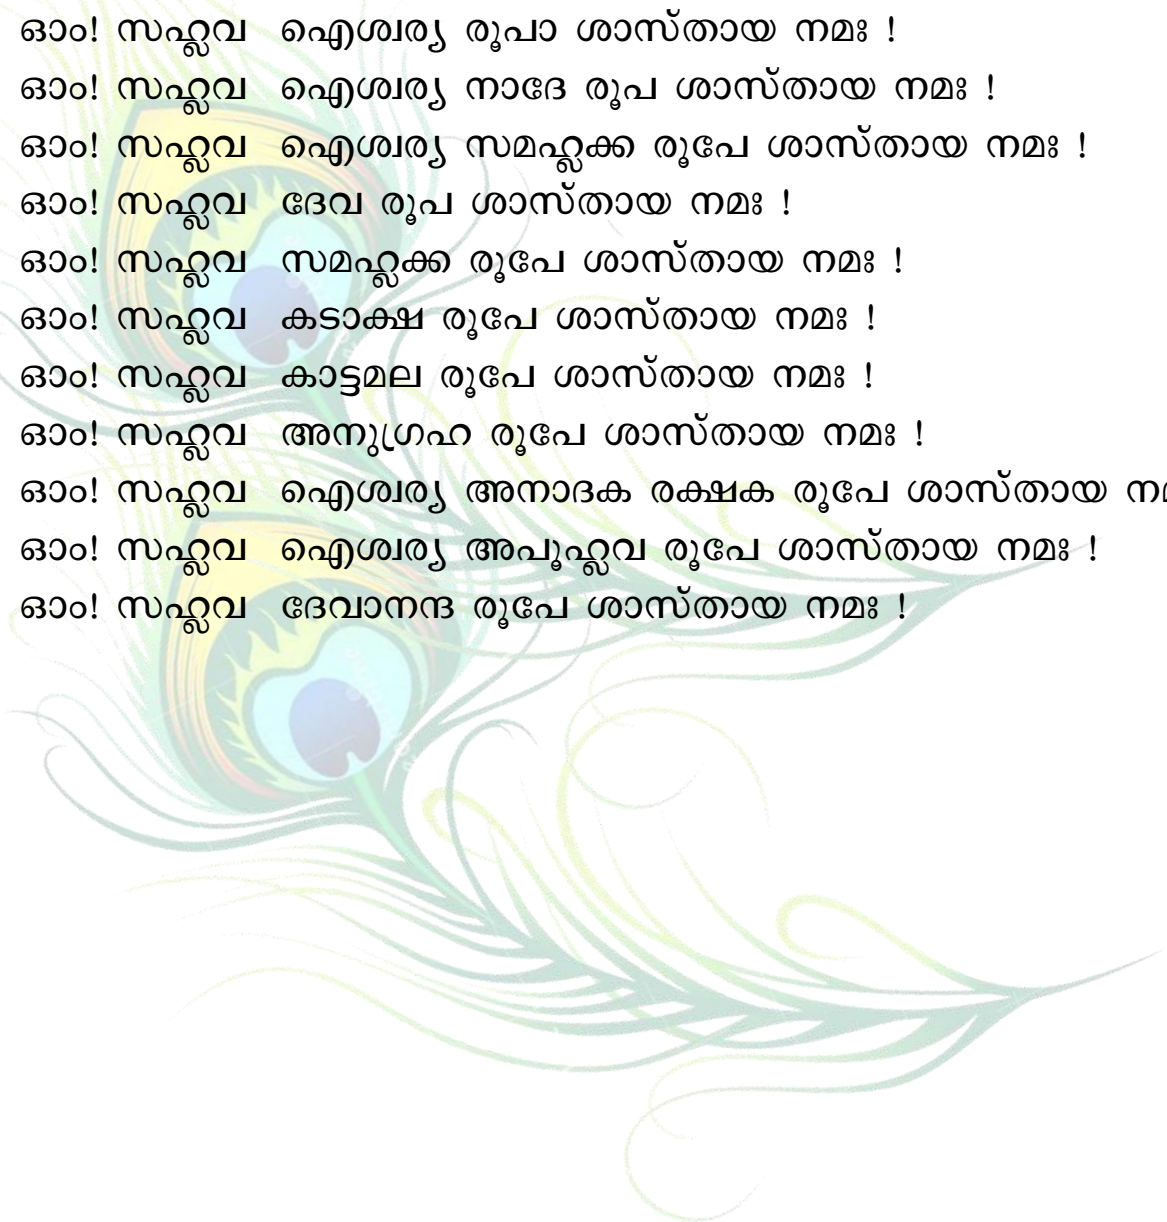 ഓം! സഹ്ലവ ഐശ്വര്യ രൂപാ ശാസ്തായ നമഃ !
ഓം! സഹ്ലവ ഐശ്വര്യ നാദേ രൂപ ശാസ്തായ നമഃ !
ഓം! സഹ്ലവ ഐശ്വര്യ സമഹ്ലക്ക രൂപേ ശാസ്തായ നമഃ !
ഓം! സഹ്ലവ ദേവ രൂപ ശാസ്തായ നമഃ !
ഓം! സഹ്ലവ സമഹ്ലക്ക രൂപേ ശാസ്തായ നമഃ !
ഓം! സഹ്ലവ കടാക്ഷ രൂപേ ശാസ്തായ നമഃ !
ഓം! സഹ്ലവ കാട്ടമല രൂപേ ശാസ്തായ നമഃ !
ഓം! സഹ്ലവ അനുഗ്രഹ രൂപേ ശാസ്തായ നമഃ !
ഓം! സഹ്ലവ ഐശ്വര്യ അനാദക രക്ഷക രൂപേ ശാസ്തായ
ഓം! സഹ്ലവ ഐശ്വര്യ അപൂഹ്ലവ രൂപേ ശാസ്തായ നമഃ !
ഓം! സഹ്ലവ ദേവാനന്ദ രൂപേ ശാസ്തായ നമഃ !